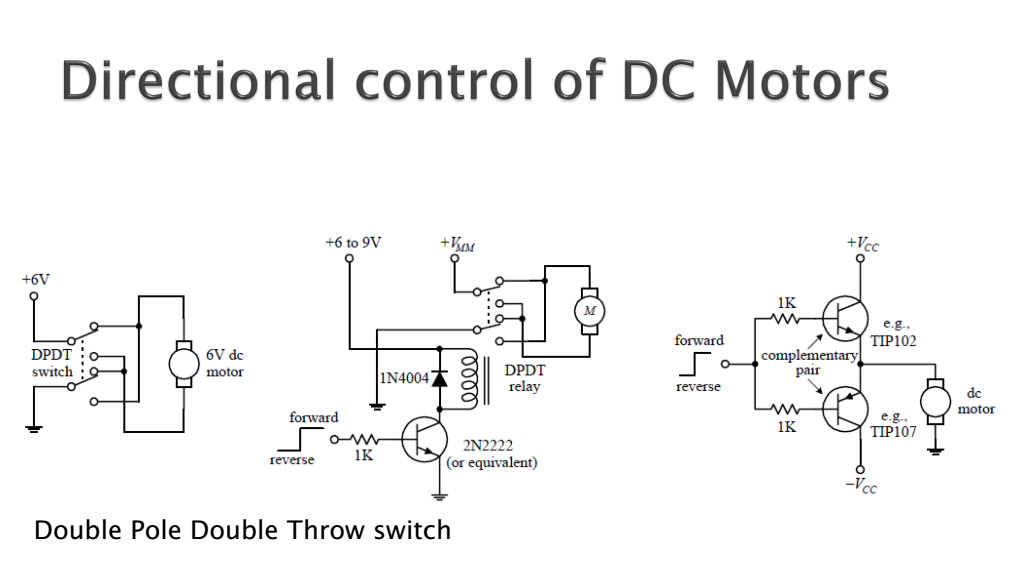 Directional control of DC Motors
+6V
DPDT
switch
6V dc
motor
+6 to 9V
+VMM
M
1N4004
DPDT
relay
forward
reverse
1K
2N2222
(or equivalent)
+VCC
1K
e.g.,
TIP102
forward
reverse
complementary
pair
1K
e.g.,
TIP107
dc
motor
−VCC
Double Pole Double Throw switch